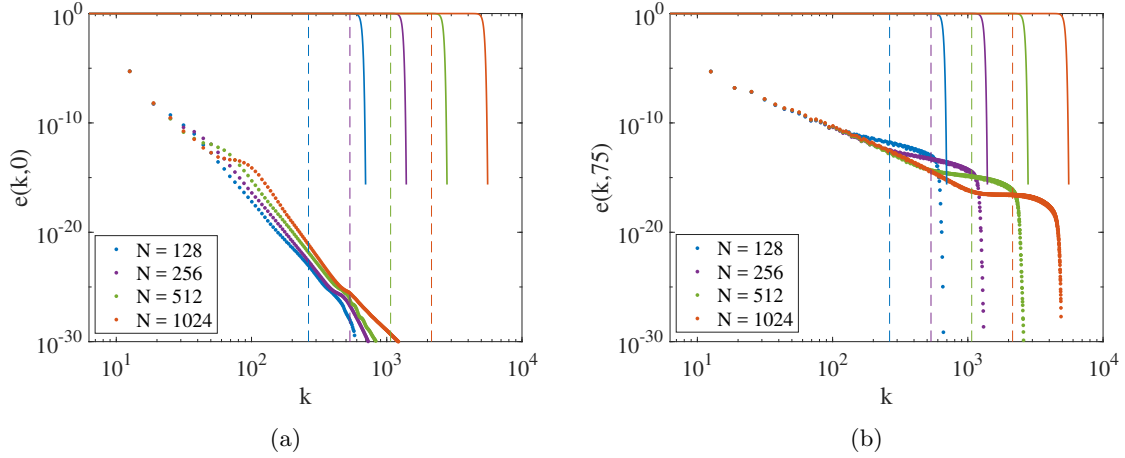 10^0
10^-10
10^-20
10^-30
e(k,0)
N = 128
N = 256
N = 512
N = 1024
10^1
10^2
10^3
10^4
k
(a)
10^0
10^-10
10^-20
10^-30
e(k,75)
N = 128
N = 256
N = 512
N = 1024
10^1
10^2
10^3
10^4
k
(b)